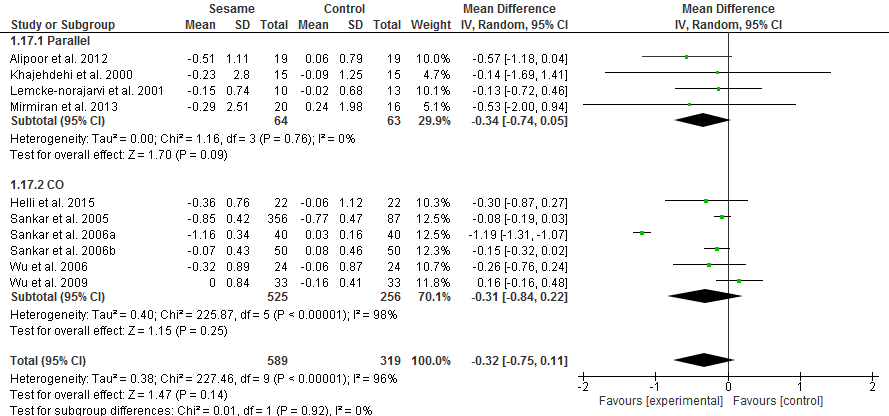 Sesame Control Mean Difference Mean Difference
Study or Subgroup Mean SD Total Mean SD Total Weight IV, Random, 95% CI IV, Random, 95% CI
1.17.1 Parallel
Alipoor et al. 2012 -0.51 1.11 19 0.06 0.79 19 10.0% -0.57 [-1.18, 0.04]
Khajehdehi et al. 2000 -0.23 2.8 15 -0.09 1.25 15 4.7% -0.14 [-1.69, 1.41]
Lemcke-norajarvi et al. 2001 -0.15 0.74 10 -0.02 0.68 13 10.1% -0.13 [-0.72, 0.46]
Mirmiran et al. 2013 -0.29 2.51 20 0.24 1.98 16 5.1% -0.53 [-2.00, 0.94]
Subtotal (95% CI) 64 63 29.9% -0.34 [-0.74, 0.05]
Heterogeneity: Tau² = 0.00; Chi² = 1.16, df = 3 (P = 0.76); I² = 0%
Test for overall effect: Z = 1.70 (P = 0.09)
1.17.2 CO
Helli et al. 2015 -0.36 0.76 22 -0.06 1.12 22 10.3% -0.30 [-0.87, 0.27]
Sankar et al. 2005 -0.85 0.42 356 -0.77 0.47 87 12.5% -0.08 [-0.19, 0.03]
Sankar et al. 2006a -1.16 0.34 40 0.03 0.16 40 12.5% -1.19 [-1.31, -1.07]
Sankar et al. 2006b -0.07 0.43 50 0.08 0.46 50 12.4% -0.15 [-0.32, 0.02]
Wu et al. 2006 -0.32 0.89 24 -0.06 0.87 24 10.7% -0.26 [-0.76, 0.24]
Wu et al. 2009 0 0.84 33 -0.16 0.41 33 11.8% 0.16 [-0.16, 0.48]
Subtotal (95% CI) 525 256 70.1% -0.31 [-0.84, 0.22]
Heterogeneity: Tau² = 0.40; Chi² = 225.87, df = 5 (P < 0.00001); I² = 98%
Test for overall effect: Z = 1.15 (P = 0.25)
Total (95% CI) 589 319 100.0% -0.32 [-0.75, 0.11]
Heterogeneity: Tau² = 0.38; Chi² = 227.46, df = 9 (P < 0.00001); I² = 96%
Test for overall effect: Z = 1.47 (P = 0.14)
Test for subgroup differences: Chi² = 0.01, df = 1 (P = 0.92), I² = 0%
-2 -1 0 1 2
Favours [experimental] Favours [control]